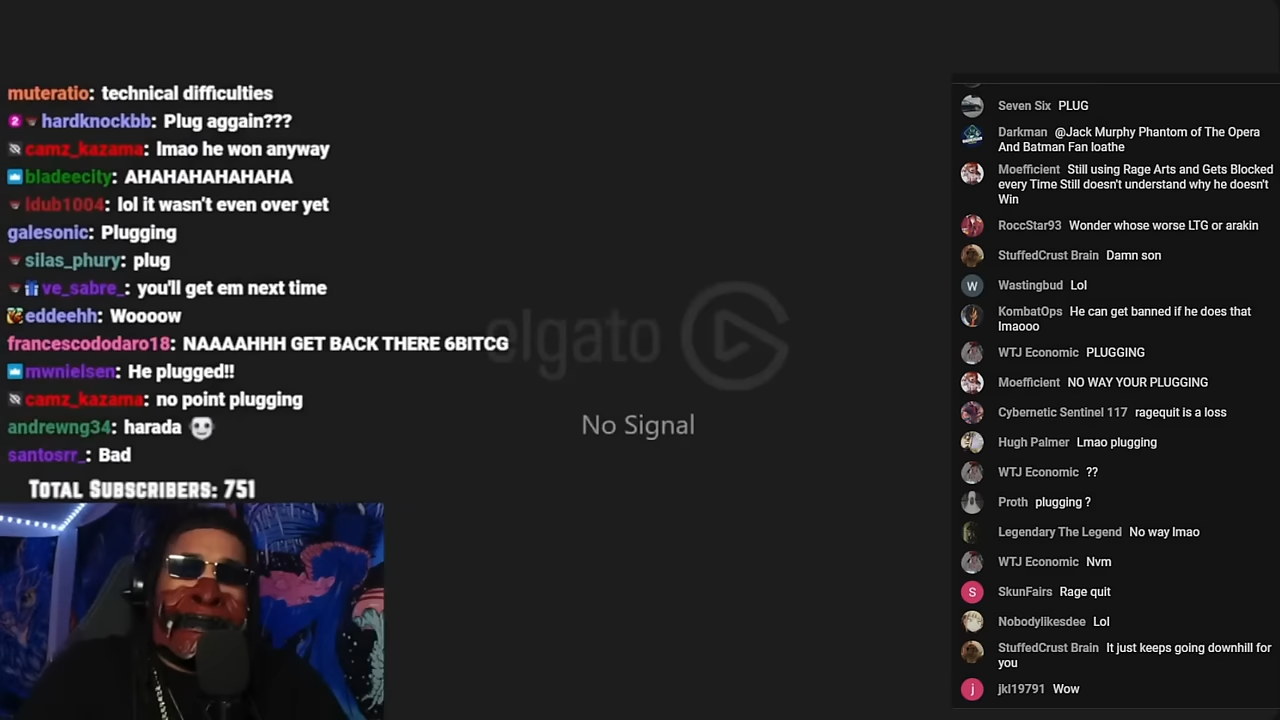 muteratio: technical difficulties
2 hardknockbb: Plug aggain???
camz_kazama: lmao he won anyway
bladeecity: AHAHAHAHAHAHA
ldub1004: lol it wasn't even over yet
galesonic: Plugging
silas_phury: plug
ve_sabre_: you'll get em next time
eddeehh: Woooow
francescododaro18: NAAAAHHH GET BACK THERE 6BITCG
mwnielsen: He plugged!!
camz_kazama: no point plugging
andrewng34: harada
santosrr_: Bad
TOTAL SUBSCRIBERS: 751
elgato
No Signal
Seven Six PLUG
Darkman @Jack Murphy Phantom of The Opera
And Batman Fan loathe
Moefficient Still using Rage Arts and Gets Blocked
every Time Still doesn't understand why he doesn't
Win
RoccStar93 Wonder whose worse LTG or arakin
StuffedCrust Brain Damn son
W Wastingbud Lol
KombatOps He can get banned if he does that
lmaooo
WTJ Economic PLUGGING
Moefficient NO WAY YOUR PLUGGING
Cybernetic Sentinel 117 ragequit is a loss
Hugh Palmer Lmao plugging
WTJ Economic ??
Proth plugging ?
Legendary The Legend No way lmao
WTJ Economic Nvm
S SkunFairs Rage quit
Nobodylikesdee Lol
StuffedCrust Brain It just keeps going downhill for
you
j jkl19791 Wow